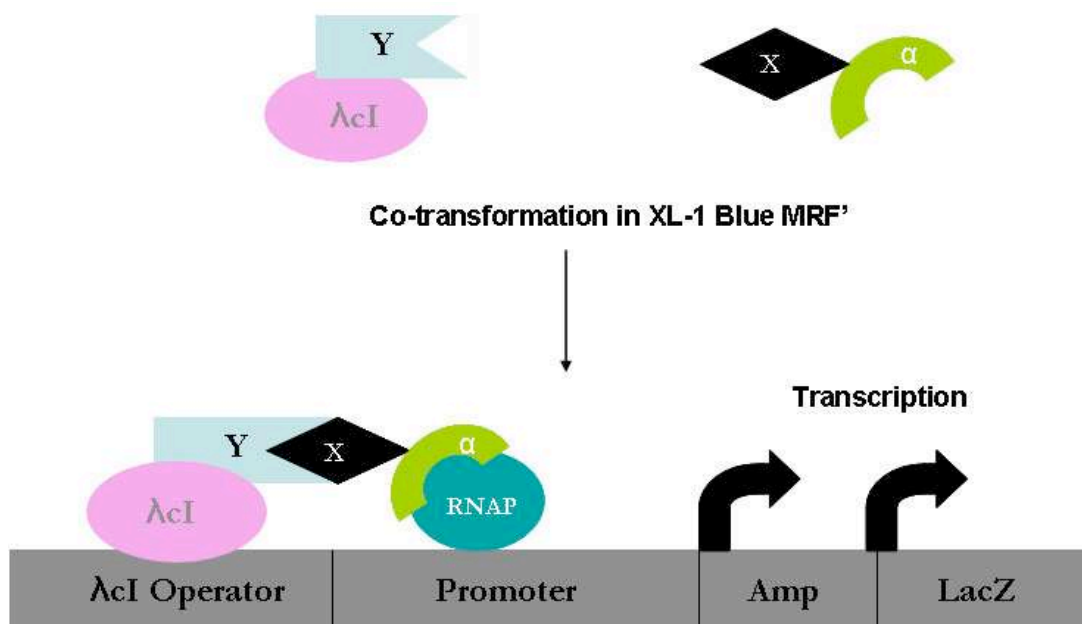 Y
λcI
X
α
Co-transformation in XL-1 Blue MRF'
Transcription
Y
X
α
λcI
RNAP
λcI Operator
Promoter
Amp
LacZ